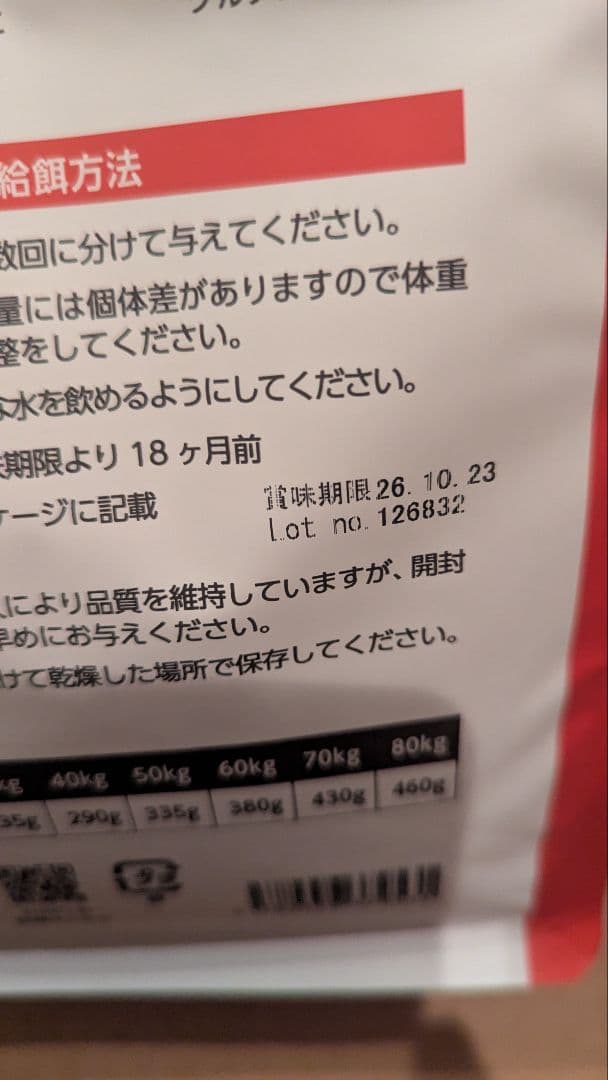 給餌方法
数回に分けて与えてください。
量には個体差がありますので体重
整をしてください。
な水を飲めるようにしてください。
味期限より 18 ヶ月前
ケージに記載
賞味期限 26. 10. 23
Lot no. 126832
により品質を維持していますが、開封
早めにお与えください。
けて乾燥した場所で保存してください。
kg 40kg 50kg 60kg 70kg 80kg
35g 290g 335g 380g 430g 460g